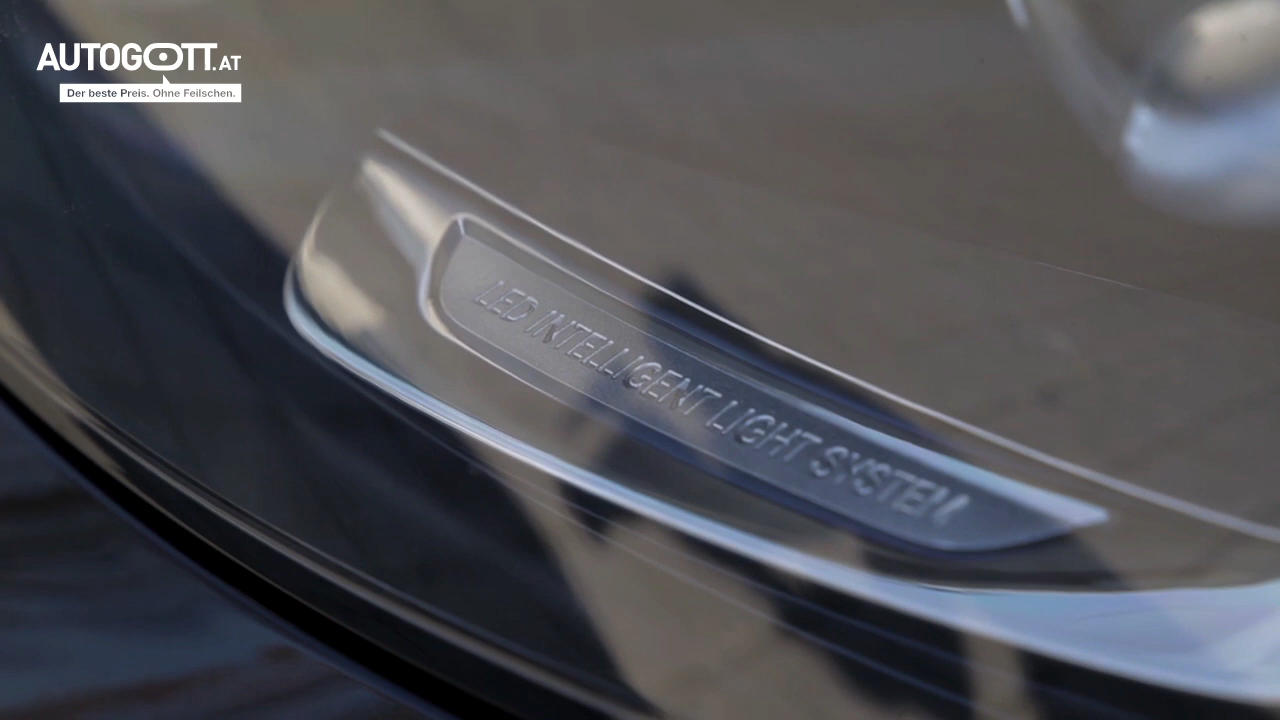 AUTOGOTT.AT
Der beste Preis. Ohne Feilschen.
LED INTELLIGENT LIGHT SYSTEM